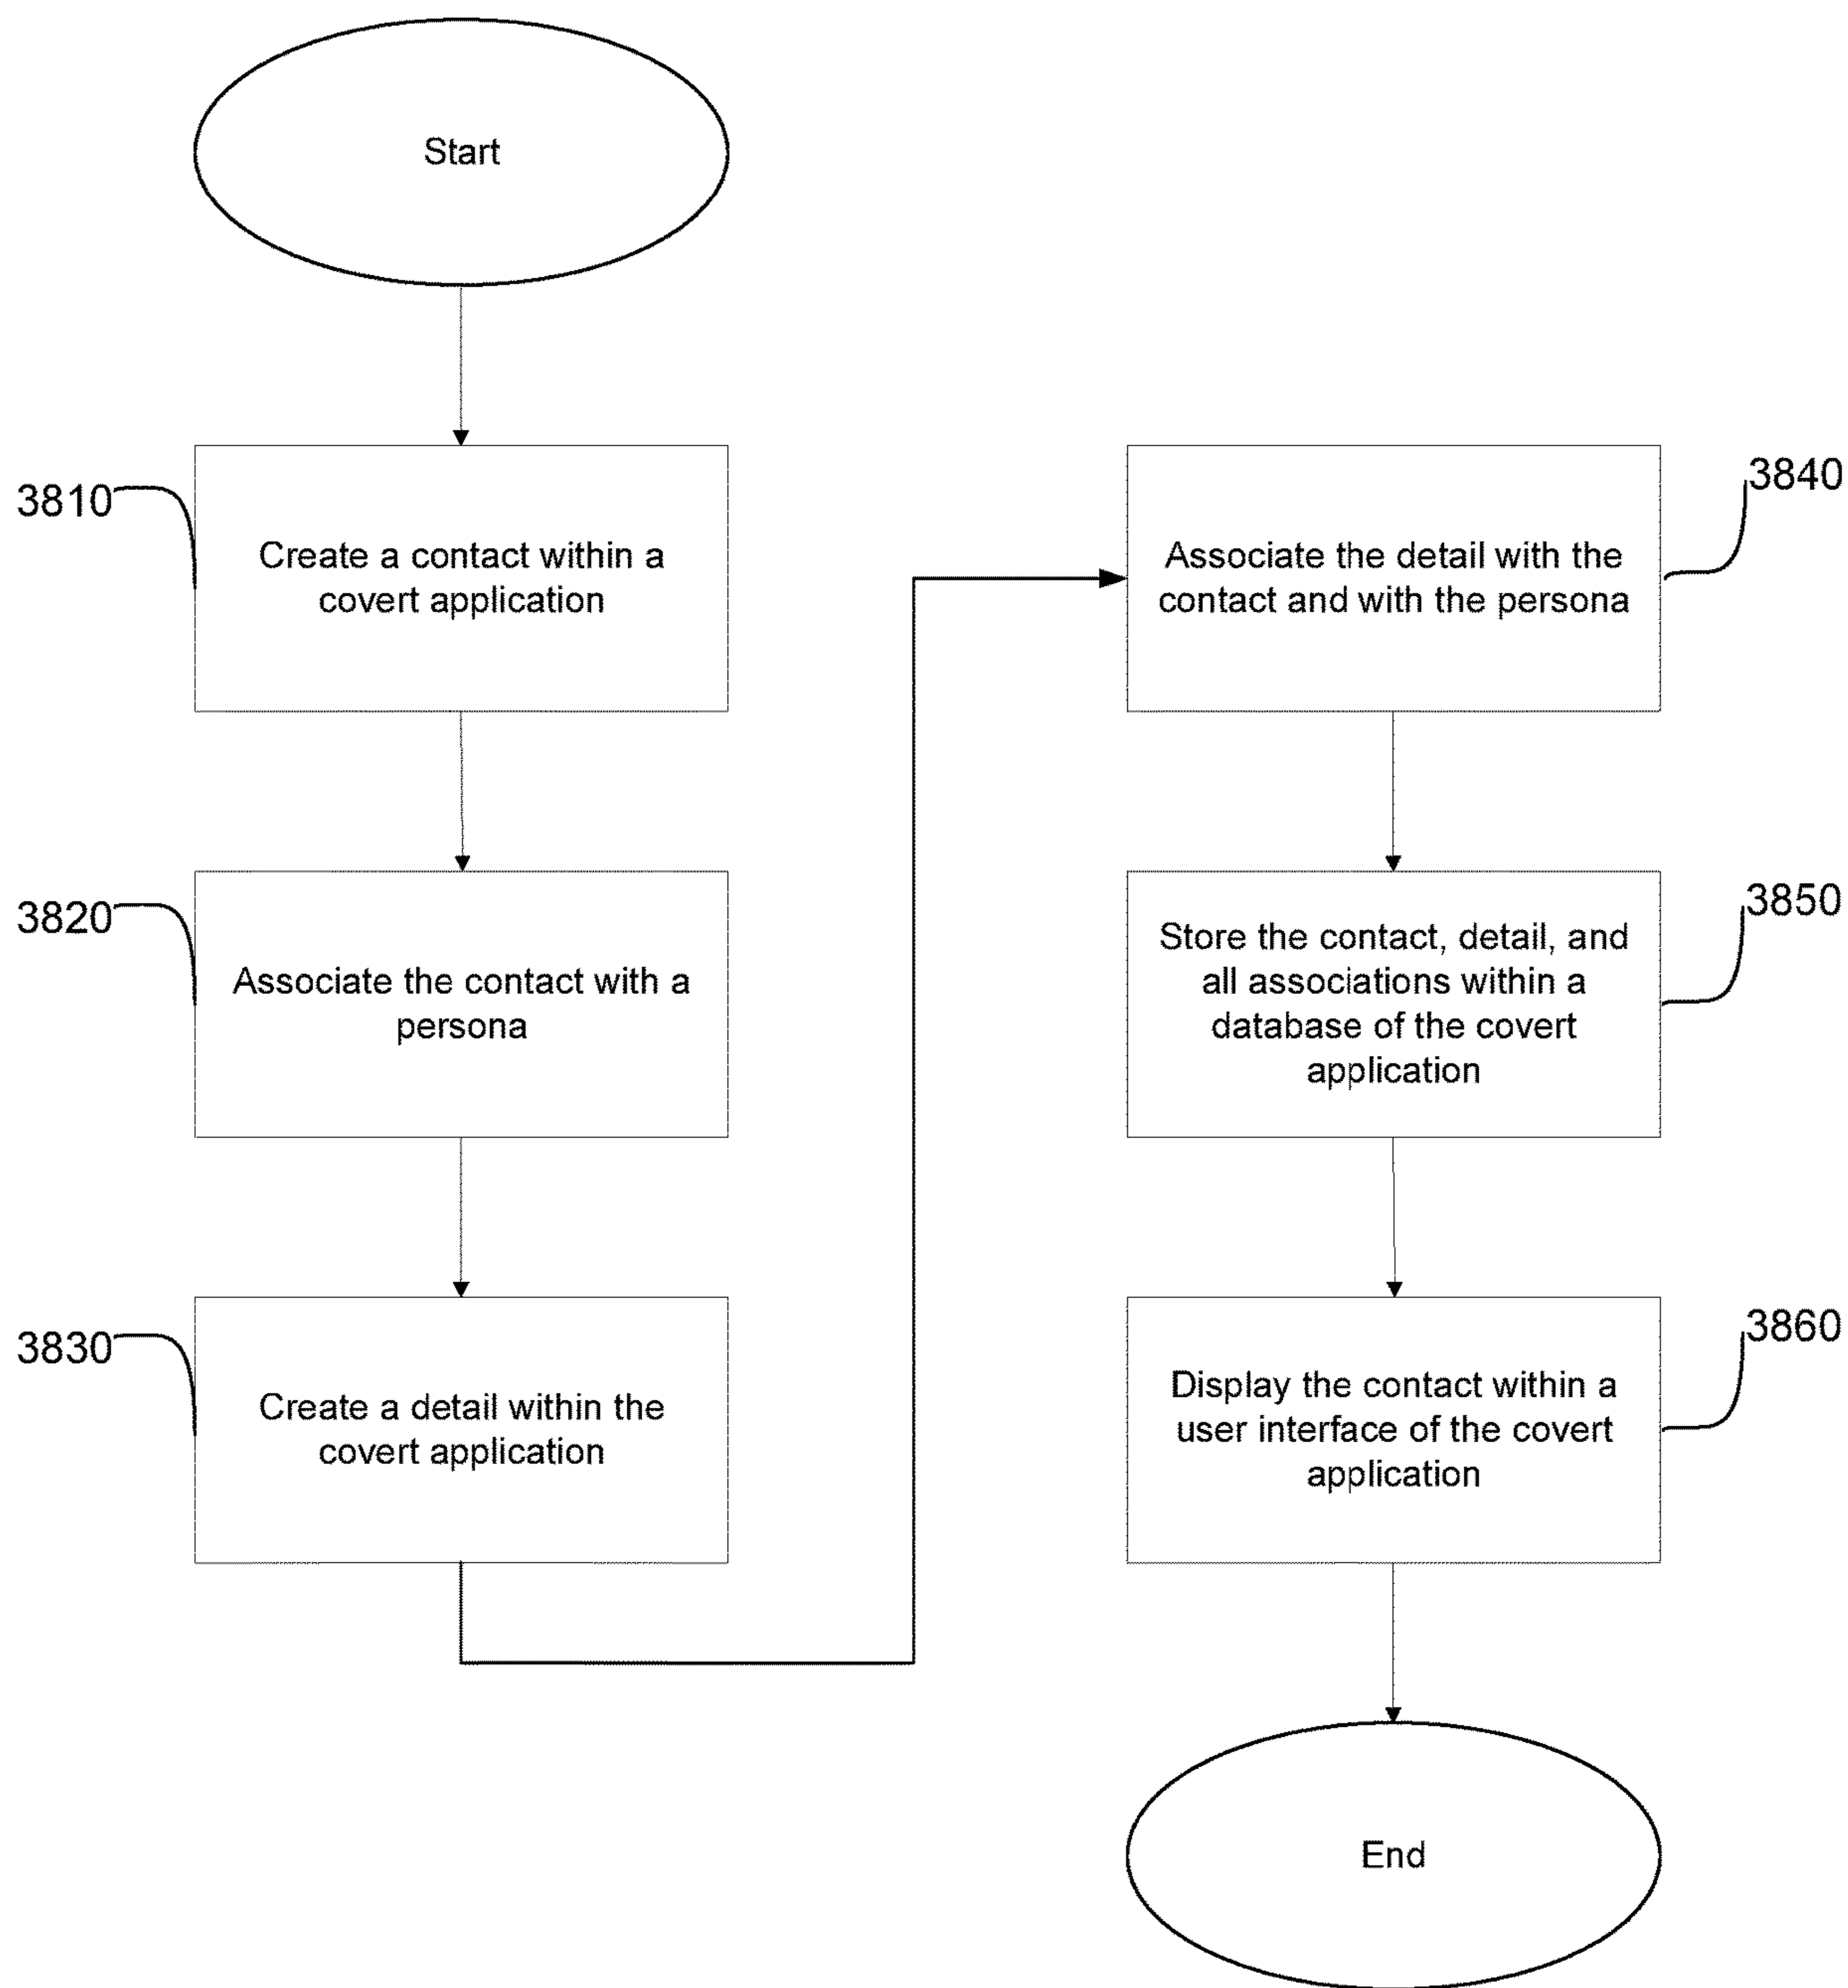 Start
3810
Create a contact within a
covert application
3820
Associate the contact with a
persona
3830
Create a detail within the
covert application
3840
Associate the detail with the
contact and with the persona
3850
Store the contact, detail, and
all associations within a
database of the covert
application
3860
Display the contact within a
user interface of the covert
application
End